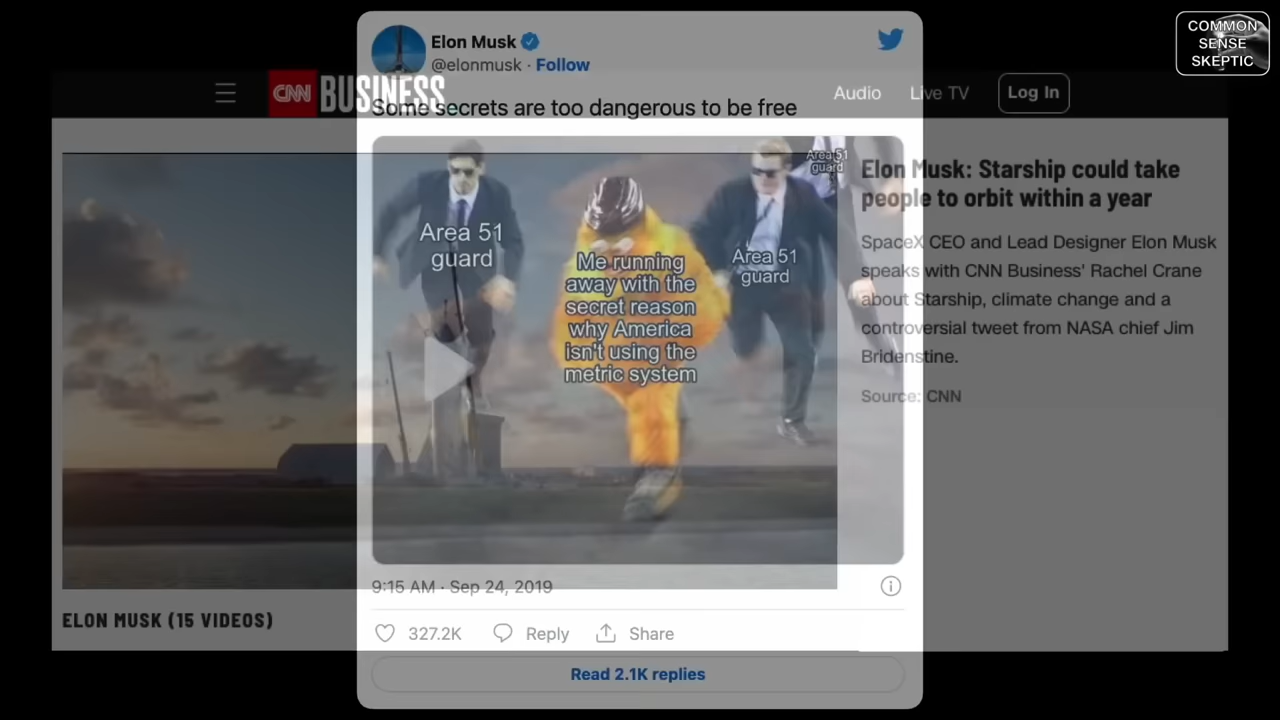 COMMON
SENSE
SKEPTIC
Elon Musk
@elonmusk · Follow
CNN BUSINESS
Audio
Live TV
Log In
Some secrets are too dangerous to be free
Area 51
guard
Area 51
guard
Me running
away with the
secret reason
why America
isn't using the
metric system
Area 51
guard
Elon Musk: Starship could take
people to orbit within a year
SpaceX CEO and Lead Designer Elon Musk
speaks with CNN Business' Rachel Crane
about Starship, climate change and a
controversial tweet from NASA chief Jim
Bridenstine.
Source: CNN
9:15 AM · Sep 24, 2019
ELON MUSK (15 VIDEOS)
327.2K
Reply
Share
Read 2.1K replies